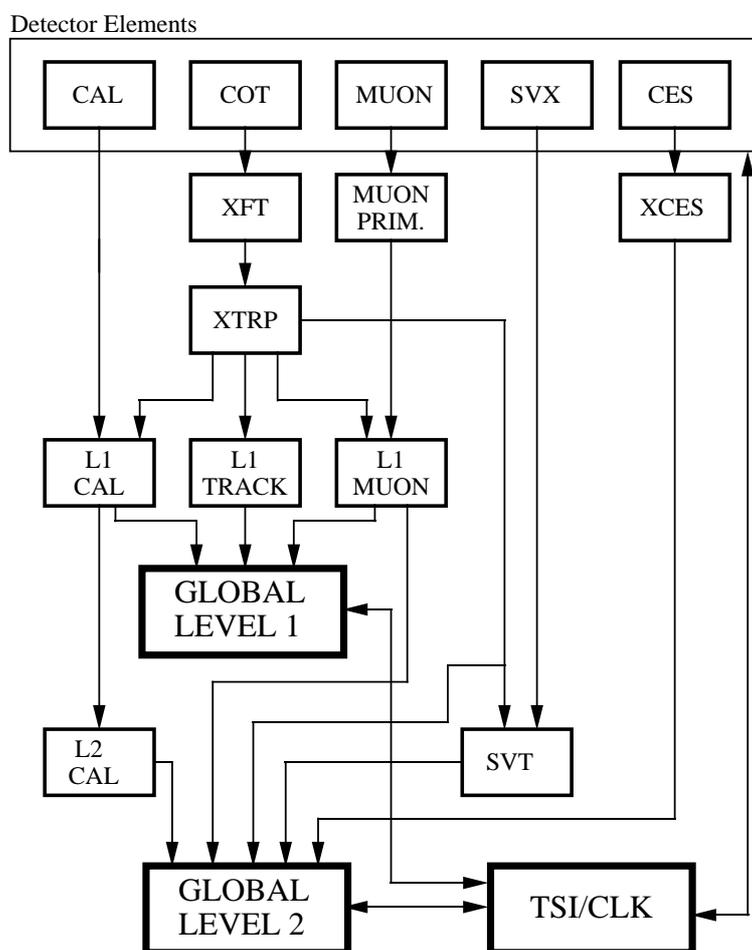 Detector Elements
CAL
COT
MUON
SVX
CES
XFT
MUON
PRIM.
XCES
XTRP
L1
CAL
L1
TRACK
L1
MUON
GLOBAL
LEVEL 1
L2
CAL
SVT
GLOBAL
LEVEL 2
TSI/CLK